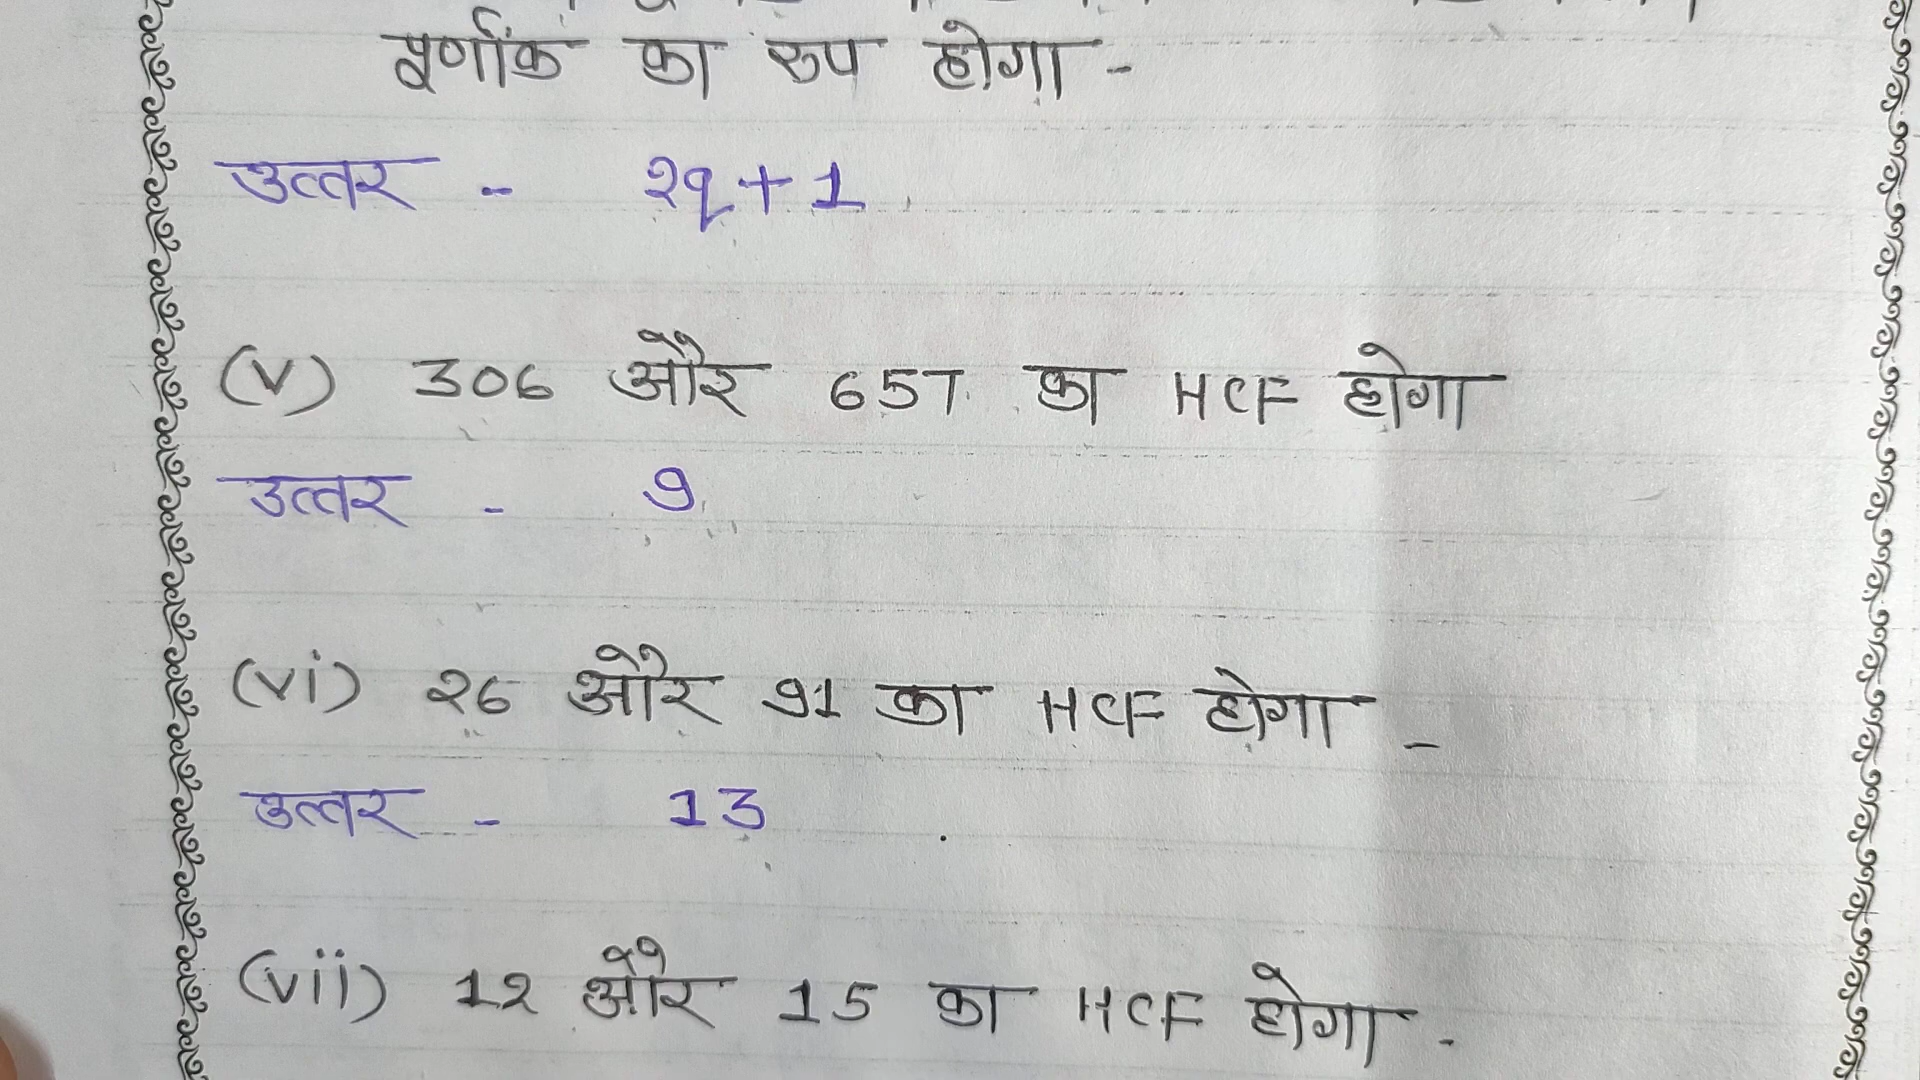 पूर्णांक का रुप होगा -
उत्तर - 2q + 1
(v) 306 और 657 का HCF होगा
उत्तर - 9
(vi) 26 और 91 का HCF होगा -
उत्तर - 13
(vii) 12 और 15 का HCF होगा -